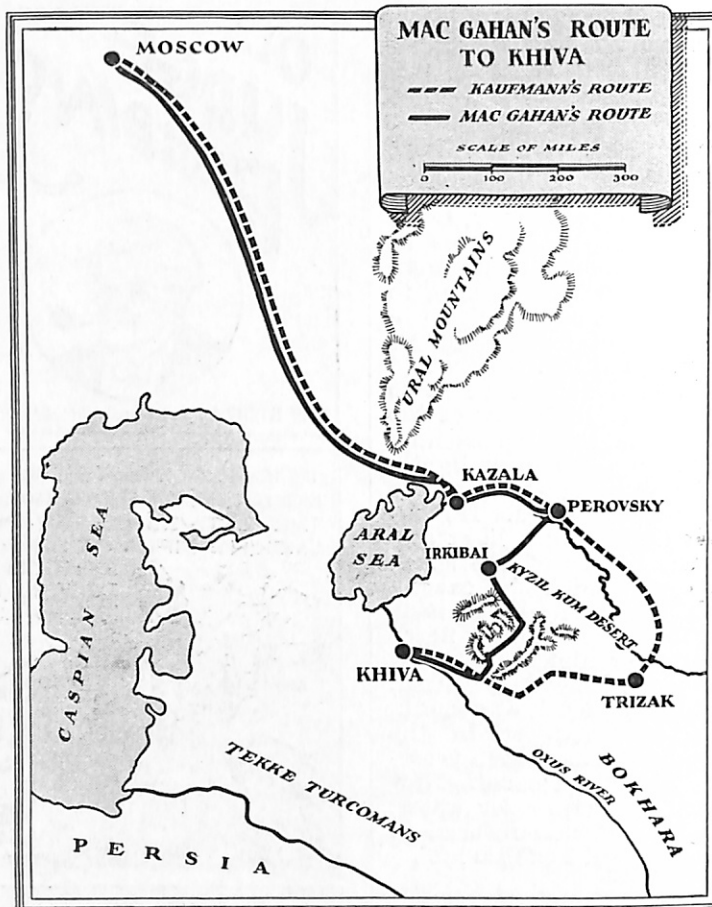 MOSCOW
MAC GAHAN'S ROUTE
TO KHIVA
KAUFMANN'S ROUTE
MAC GAHAN'S ROUTE
SCALE OF MILES
0 100 200 300
URAL MOUNTAINS
KAZALA
PEROVSKY
ARAL
SEA
IRKIBAI
KYZIL KUM DESERT
CASPIAN SEA
KHIVA
TRIZAK
TEKKE TURCOMANS
OXUS RIVER
BOKHARA
PERSIA